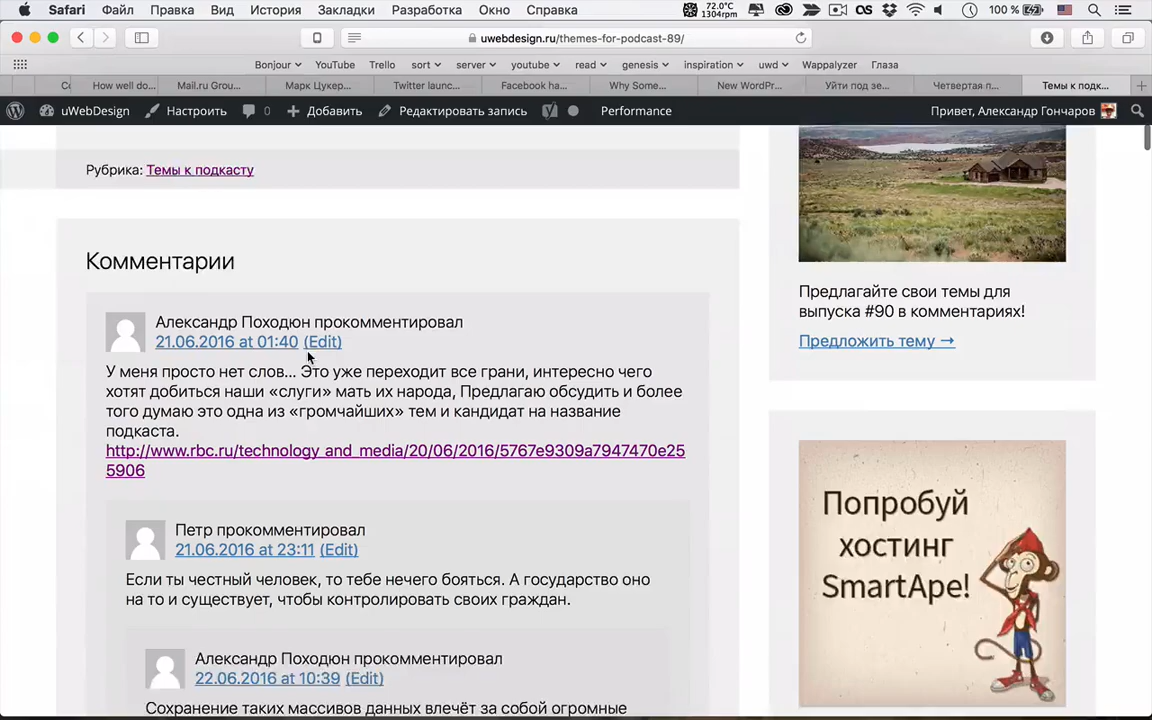 Safari Файл Правка Вид История Закладки Разработка Окно Справка 72.0°C 1304rpm 100 %
uwebdesign.ru/themes-for-podcast-89/
Bonjour YouTube Trello sort server youtube read genesis inspiration uwd Wappalyzer Глаза
How well do... Mail.ru Grou... Марк Цукер... Twitter launc... Facebook ha... Why Some... New WordPr... Уйти под зе... Четвертая п... Темы к подк...
uWebDesign Настроить 0 Добавить Редактировать запись Performance Привет, Александр Гончаров
Рубрика: Темы к подкасту
Комментарии
Александр Походюн прокомментировал
21.06.2016 at 01:40 (Edit)
У меня просто нет слов... Это уже переходит все грани, интересно чего
хотят добиться наши «слуги» мать их народа, Предлагаю обсудить и более
того думаю это одна из «громчайших» тем и кандидат на название
подкаста.
http://www.rbc.ru/technology_and_media/20/06/2016/5767e9309a7947470e25
5906
Петр прокомментировал
21.06.2016 at 23:11 (Edit)
Если ты честный человек, то тебе нечего бояться. А государство оно
на то и существует, чтобы контролировать своих граждан.
Александр Походюн прокомментировал
22.06.2016 at 10:39 (Edit)
Сохранение таких массивов данных влечёт за собой огромные
Предлагайте свои темы для
выпуска #90 в комментариях!
Предложить тему →
Попробуй
хостинг
SmartApe!